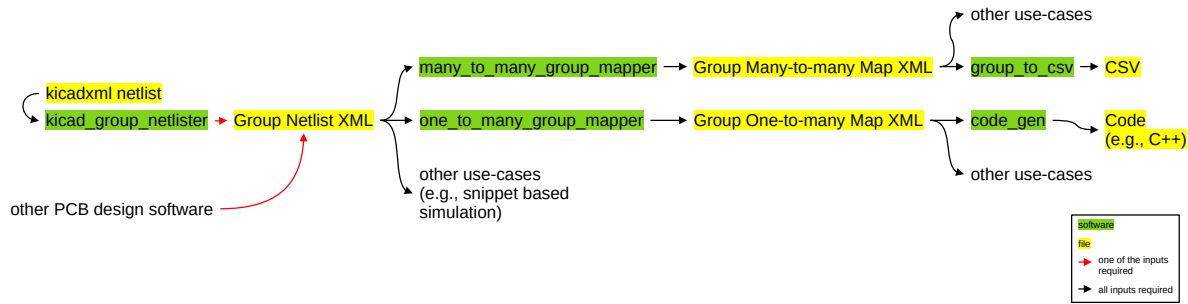 other use-cases
many_to_many_group_mapper
Group Many-to-many Map XML
group_to_csv
CSV
kicadxml netlist
kicad_group_netlister
Group Netlist XML
one_to_many_group_mapper
Group One-to-many Map XML
code_gen
Code
(e.g., C++)
other use-cases
(e.g., snippet based
simulation)
other use-cases
other PCB design software
software
file
one of the inputs
required
all inputs required